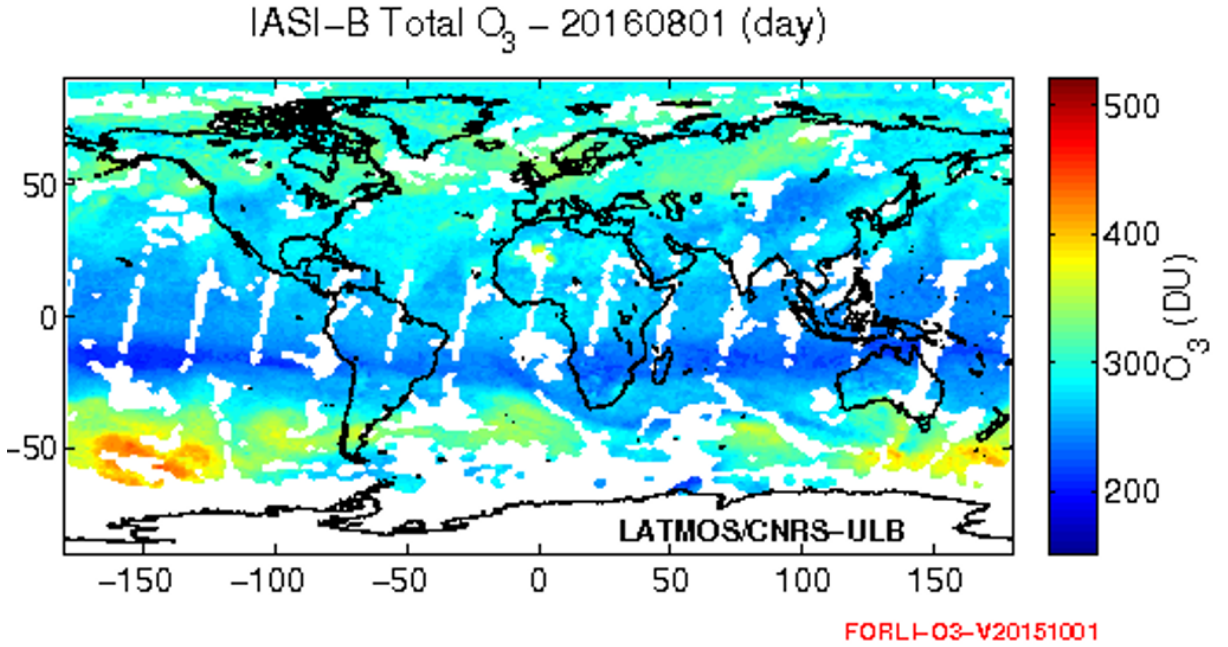 IASI−B Total O3 − 20160801 (day)
50
0
−50
−150 −100 −50 0 50 100 150
500
400
300
200
O3 (DU)
LATMOS/CNRS−ULB
FORLI−O3−V20151001